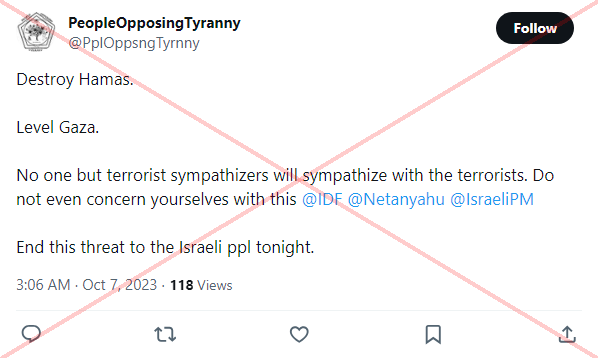 PeopleOpposingTyranny
@PplOppsngTyrnny
Follow
Destroy Hamas.
Level Gaza.
No one but terrorist sympathizers will sympathize with the terrorists. Do
not even concern yourselves with this @IDF @Netanyahu @IsraeliPM
End this threat to the Israeli ppl tonight.
3:06 AM · Oct 7, 2023 · 118 Views